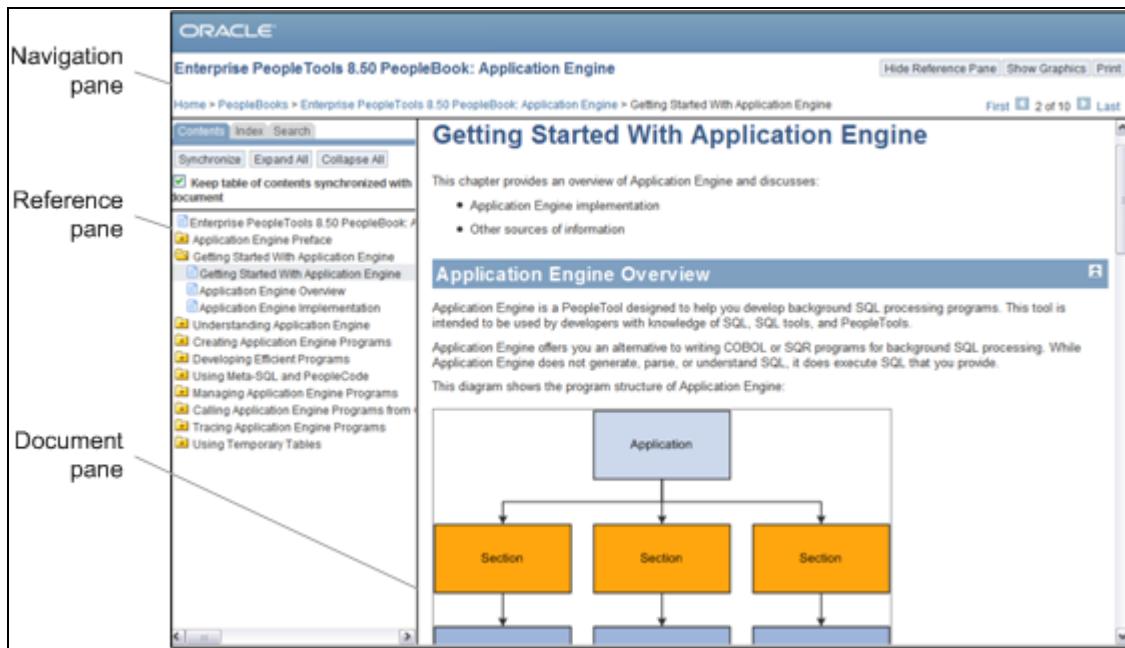 ORACLE
Navigation
pane
Enterprise PeopleTools 8.50 PeopleBook: Application Engine
Hide Reference Pane Show Graphics Print
Home > PeopleBooks > Enterprise PeopleTools 8.50 PeopleBook: Application Engine > Getting Started With Application Engine
First 2 of 10 Last
Contents Index Search
Synchronize Expand All Collapse All
Keep table of contents synchronized with
document
Reference
pane
Enterprise PeopleTools 8.50 PeopleBook: A
Application Engine Preface
Getting Started With Application Engine
Getting Started With Application Engine
Application Engine Overview
Application Engine Implementation
Understanding Application Engine
Creating Application Engine Programs
Developing Efficient Programs
Using Meta-SQL and PeopleCode
Managing Application Engine Programs
Calling Application Engine Programs from
Tracing Application Engine Programs
Using Temporary Tables
Document
pane
Getting Started With Application Engine
This chapter provides an overview of Application Engine and discusses:
• Application Engine implementation
• Other sources of information
Application Engine Overview
Application Engine is a PeopleTool designed to help you develop background SQL processing programs. This tool is
intended to be used by developers with knowledge of SQL, SQL tools, and PeopleTools.
Application Engine offers you an alternative to writing COBOL or SQR programs for background SQL processing. While
Application Engine does not generate, parse, or understand SQL, it does execute SQL that you provide.
This diagram shows the program structure of Application Engine:
Application
Section Section Section